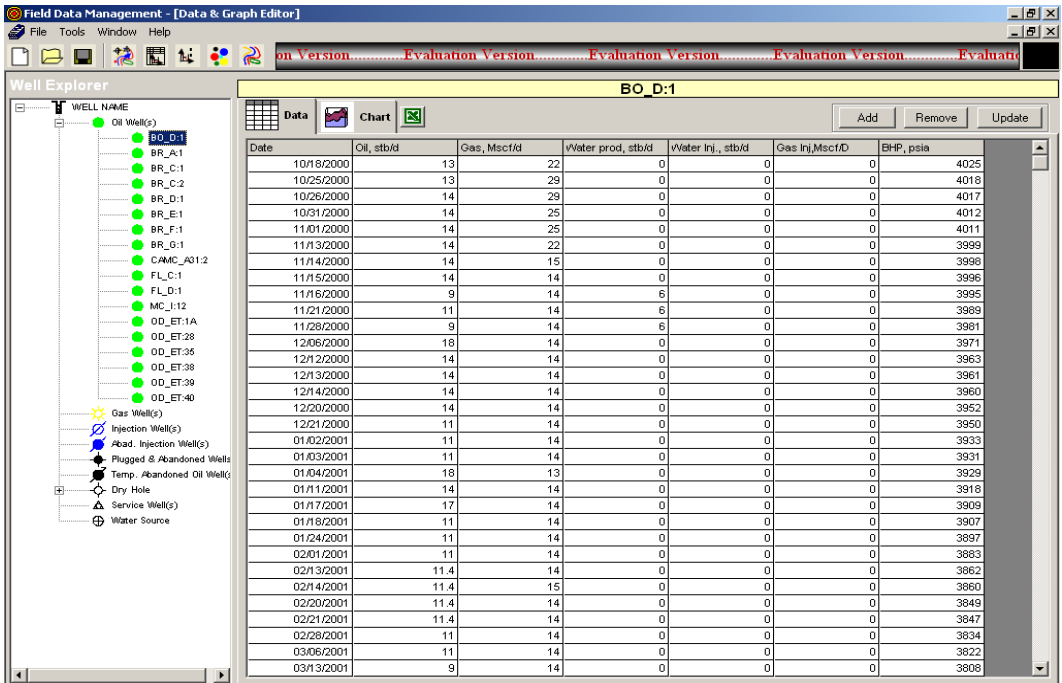 Field Data Management - [Data & Graph Editor]
File Tools Window Help
on Version..............Evaluation Version..............Evaluation Version..............Evaluation Version..............Evaluatio
Well Explorer
WELL NAME
Oil Well(s)
BO_D:1
BR_A:1
BR_C:1
BR_C:2
BR_D:1
BR_E:1
BR_F:1
BR_G:1
CAMC_A31:2
FL_C:1
FL_D:1
MC_I:12
OD_ET:1A
OD_ET:28
OD_ET:35
OD_ET:38
OD_ET:39
OD_ET:40
Gas Well(s)
Injection Well(s)
Abad. Injection Well(s)
Plugged & Abandoned Wells
Temp. Abandoned Oil Well(s
Dry Hole
Service Well(s)
Water Source
BO_D:1
Data Chart Add Remove Update
Date Oil, stb/d Gas, Mscf/d Water prod, stb/d Water Inj., stb/d Gas Inj,Mscf/D BHP, psia
10/18/2000 13 22 0 0 0 4025
10/25/2000 13 29 0 0 0 4018
10/26/2000 14 29 0 0 0 4017
10/31/2000 14 25 0 0 0 4012
11/01/2000 14 25 0 0 0 4011
11/13/2000 14 22 0 0 0 3999
11/14/2000 14 15 0 0 0 3998
11/15/2000 14 14 0 0 0 3996
11/16/2000 9 14 6 0 0 3995
11/21/2000 11 14 6 0 0 3989
11/28/2000 9 14 6 0 0 3981
12/06/2000 18 14 0 0 0 3971
12/12/2000 14 14 0 0 0 3963
12/13/2000 14 14 0 0 0 3961
12/14/2000 14 14 0 0 0 3960
12/20/2000 14 14 0 0 0 3952
12/21/2000 11 14 0 0 0 3950
01/02/2001 11 14 0 0 0 3933
01/03/2001 11 14 0 0 0 3931
01/04/2001 18 13 0 0 0 3929
01/11/2001 14 14 0 0 0 3918
01/17/2001 17 14 0 0 0 3909
01/18/2001 11 14 0 0 0 3907
01/24/2001 11 14 0 0 0 3897
02/01/2001 11 14 0 0 0 3883
02/13/2001 11.4 14 0 0 0 3862
02/14/2001 11.4 15 0 0 0 3860
02/20/2001 11.4 14 0 0 0 3849
02/21/2001 11.4 14 0 0 0 3847
02/28/2001 11 14 0 0 0 3834
03/06/2001 11 14 0 0 0 3822
03/13/2001 9 14 0 0 0 3808